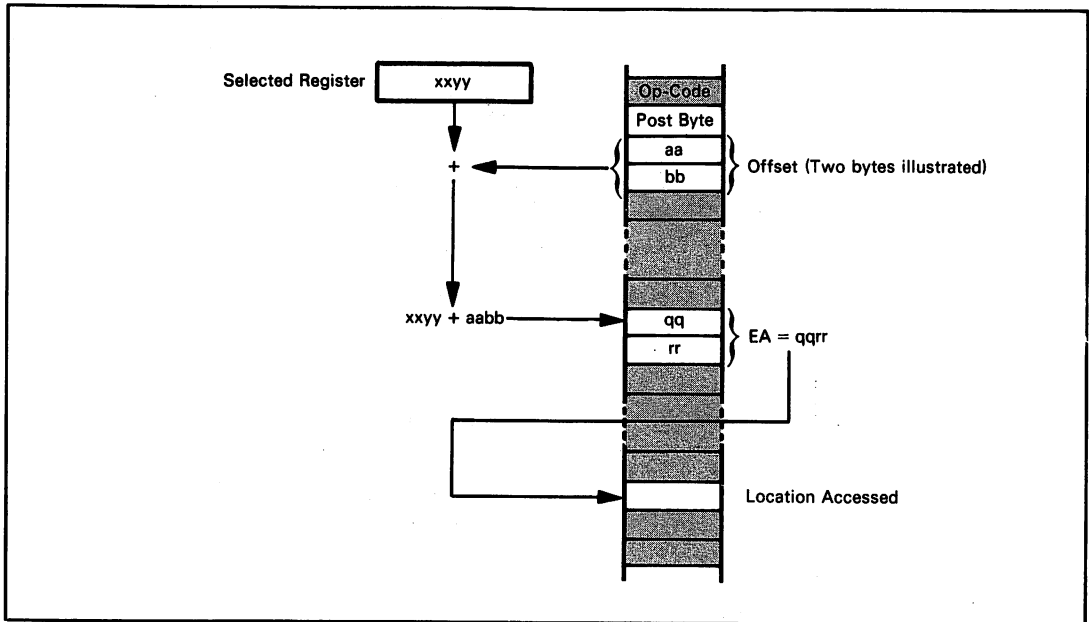 Selected Register
xxyy
Op-Code
Post Byte
aa
bb
Offset (Two bytes illustrated)
+
xxyy + aabb
qq
rr
EA = qqrr
Location Accessed